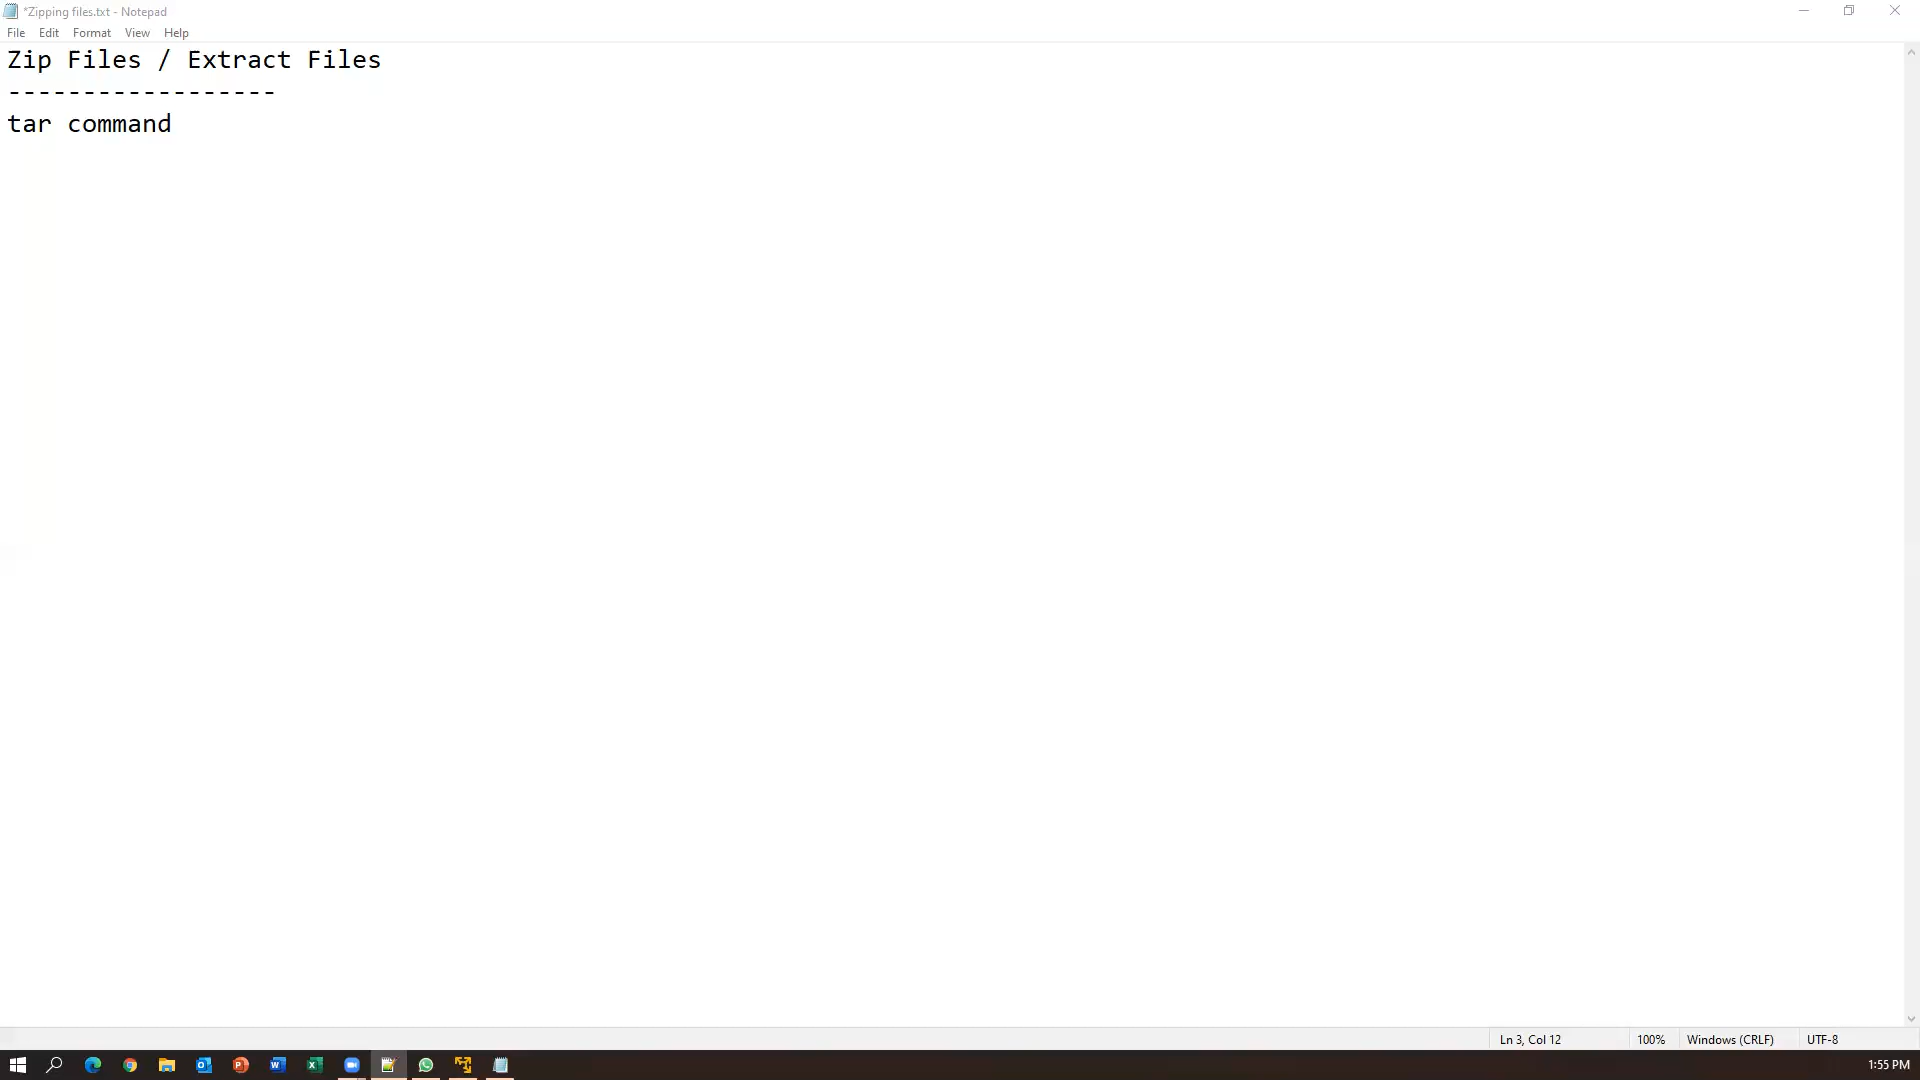 *Zipping files.txt - Notepad
File Edit Format View Help
Zip Files / Extract Files
------------------
tar command
Ln 3, Col 12 100% Windows (CRLF) UTF-8
1:55 PM